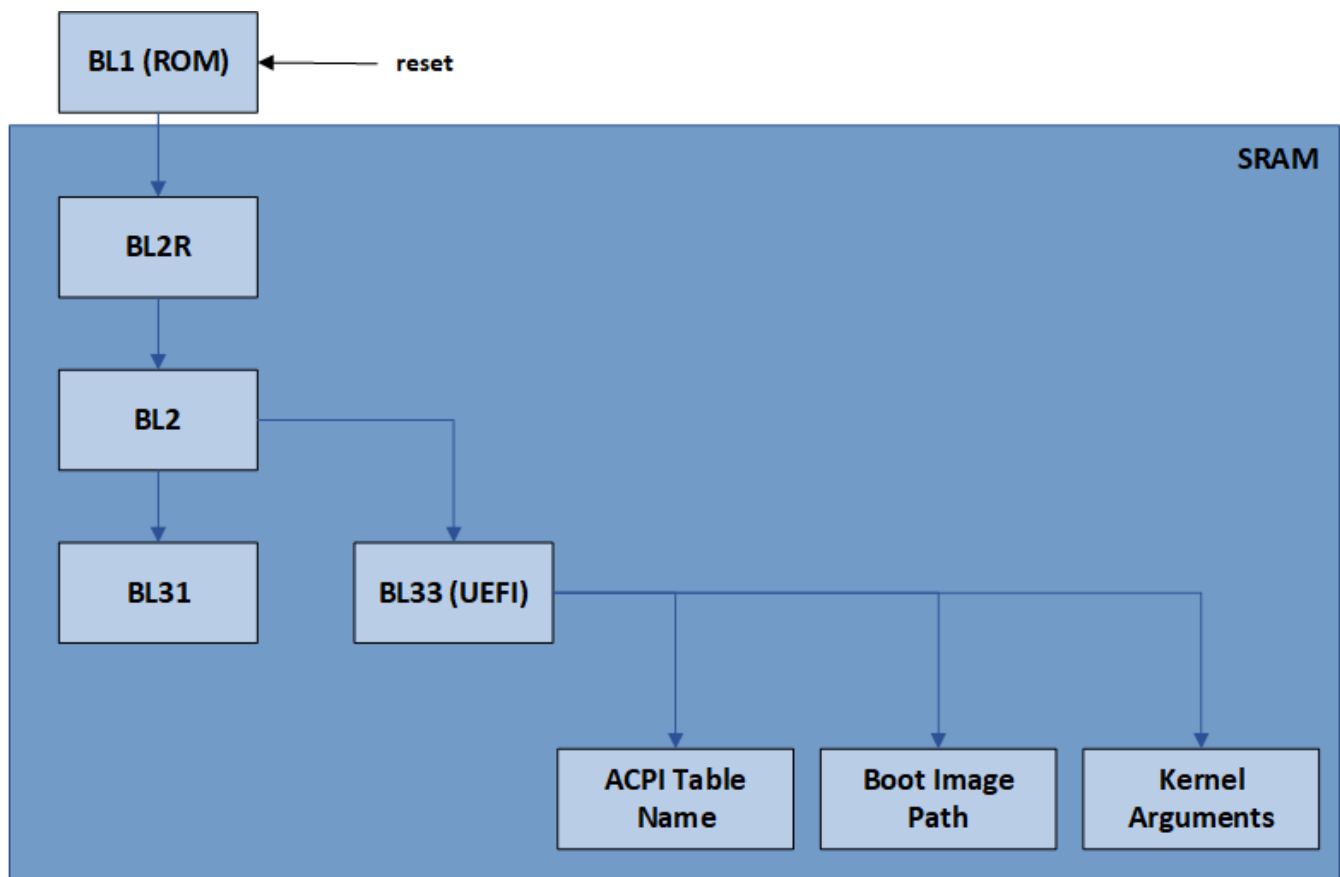 BL1 (ROM)
reset
SRAM
BL2R
BL2
BL31
BL33 (UEFI)
ACPI Table
Name
Boot Image
Path
Kernel
Arguments